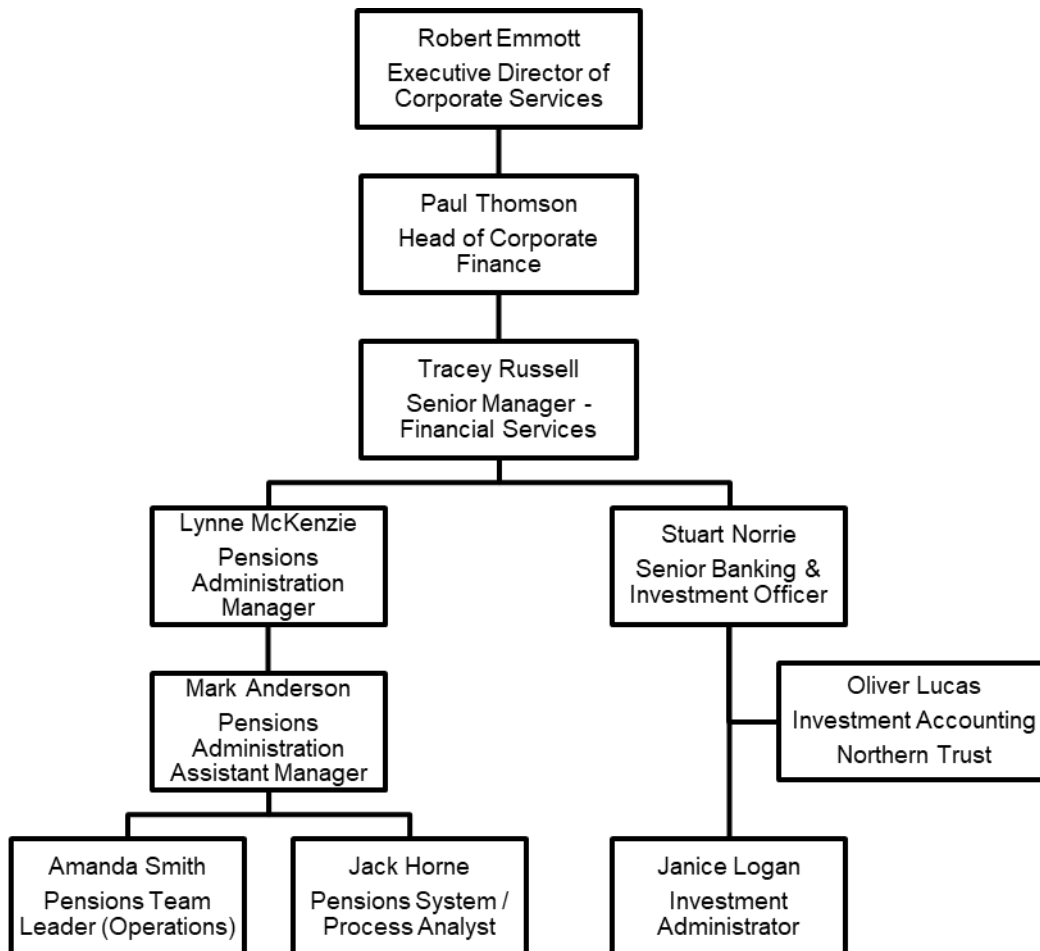 Robert Emmott
Executive Director of
Corporate Services
Paul Thomson
Head of Corporate
Finance
Tracey Russell
Senior Manager -
Financial Services
Lynne McKenzie
Pensions
Administration
Manager
Stuart Norrie
Senior Banking &
Investment Officer
Mark Anderson
Pensions
Administration
Assistant Manager
Oliver Lucas
Investment Accounting
Northern Trust
Amanda Smith
Pensions Team
Leader (Operations)
Jack Horne
Pensions System /
Process Analyst
Janice Logan
Investment
Administrator